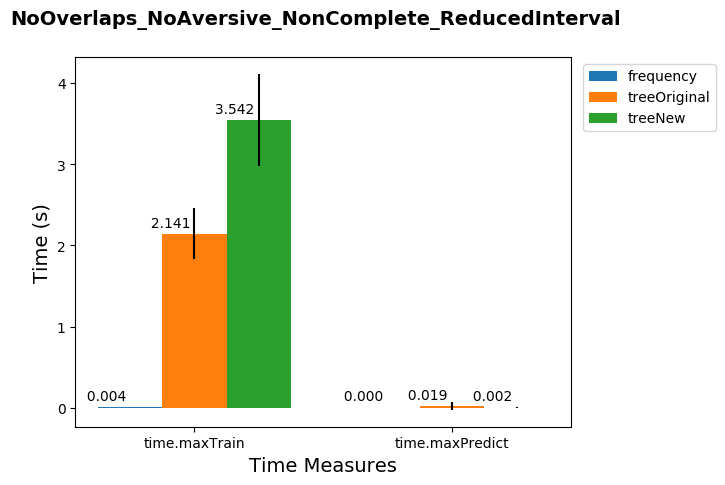 NoOverlaps_NoAversive_NonComplete_ReducedInterval
frequency
treeOriginal
treeNew
Time (s)
4
3
2
1
0
0.004
2.141
3.542
0.000
0.019
0.002
time.maxTrain
time.maxPredict
Time Measures